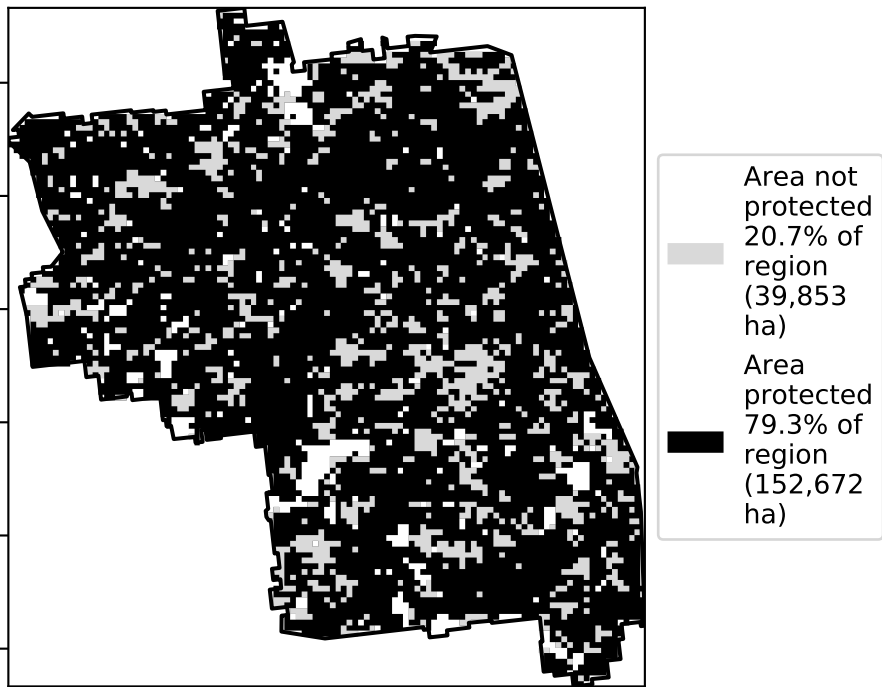 Area not
protected
20.7% of
region
(39,853
ha)
Area
protected
79.3% of
region
(152,672
ha)